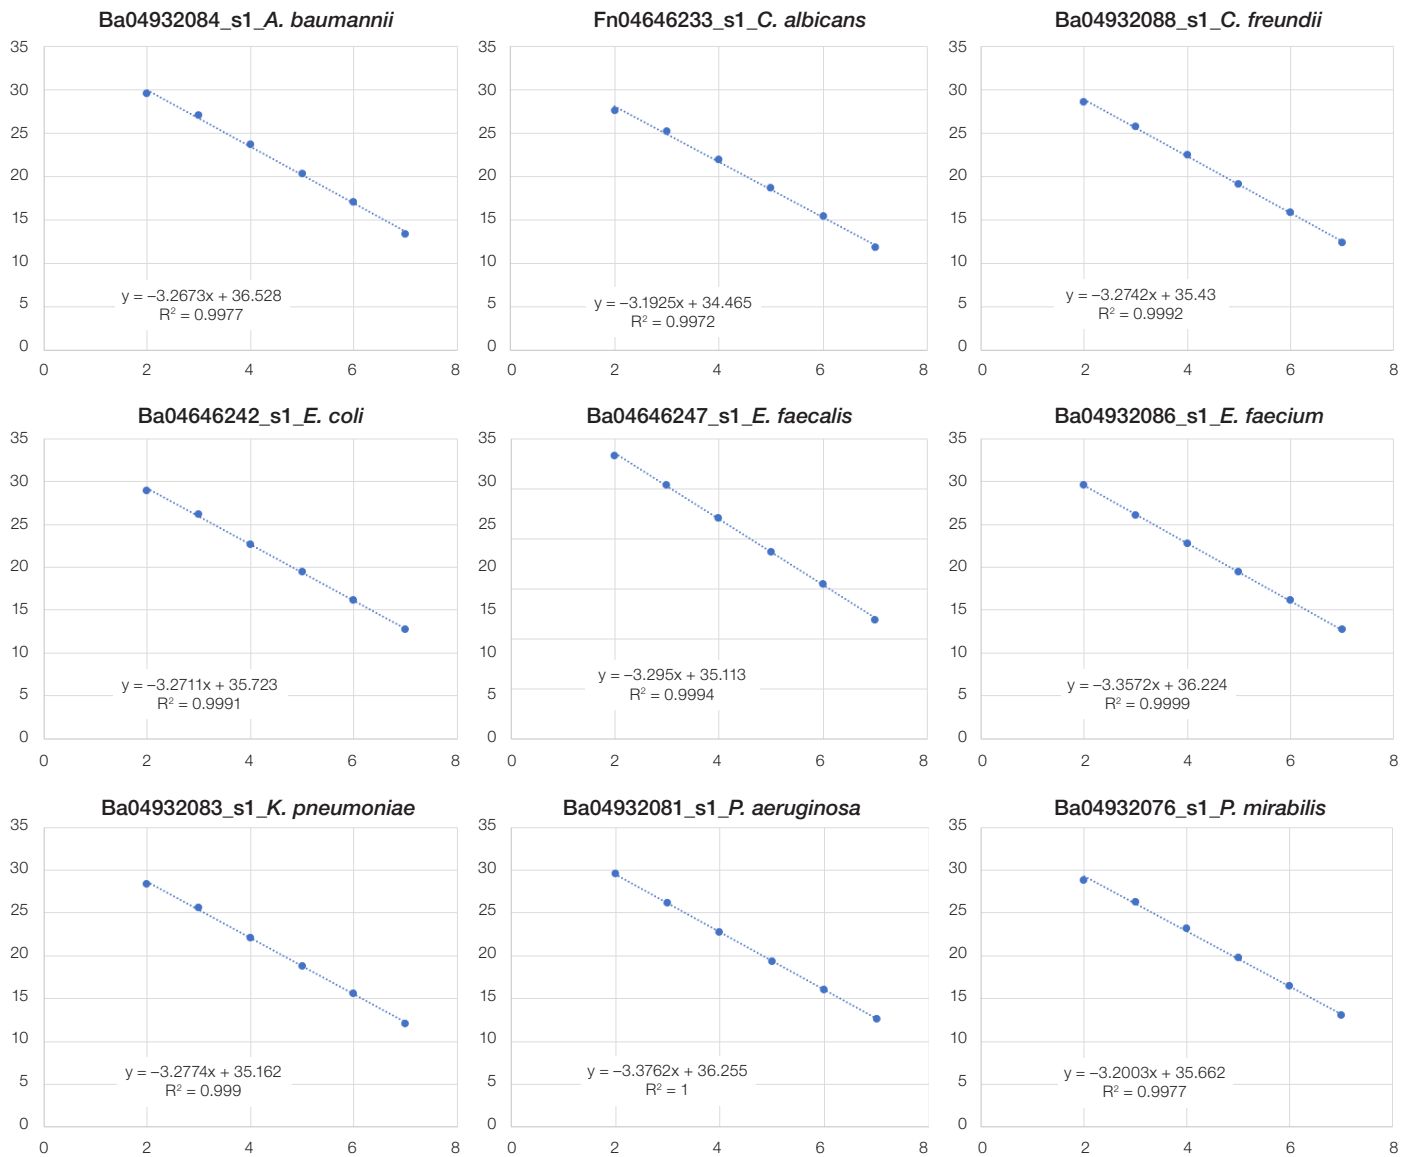 Ba04932084_s1_A. baumannii
35
30
25
20
15
10
5
0
y = −3.2673x + 36.528
R² = 0.9977
0 2 4 6 8
Fn04646233_s1_C. albicans
35
30
25
20
15
10
5
0
y = −3.1925x + 34.465
R² = 0.9972
0 2 4 6 8
Ba04932088_s1_C. freundii
35
30
25
20
15
10
5
0
y = −3.2742x + 35.43
R² = 0.9992
0 2 4 6 8
Ba04646242_s1_E. coli
35
30
25
20
15
10
5
0
y = −3.2711x + 35.723
R² = 0.9991
0 2 4 6 8
Ba04646247_s1_E. faecalis
35
30
25
20
15
10
5
0
y = −3.295x + 35.113
R² = 0.9994
0 2 4 6 8
Ba04932086_s1_E. faecium
35
30
25
20
15
10
5
0
y = −3.3572x + 36.224
R² = 0.9999
0 2 4 6 8
Ba04932083_s1_K. pneumoniae
35
30
25
20
15
10
5
0
y = −3.2774x + 35.162
R² = 0.999
0 2 4 6 8
Ba04932081_s1_P. aeruginosa
35
30
25
20
15
10
5
0
y = −3.3762x + 36.255
R² = 1
0 2 4 6 8
Ba04932076_s1_P. mirabilis
35
30
25
20
15
10
5
0
y = −3.2003x + 35.662
R² = 0.9977
0 2 4 6 8